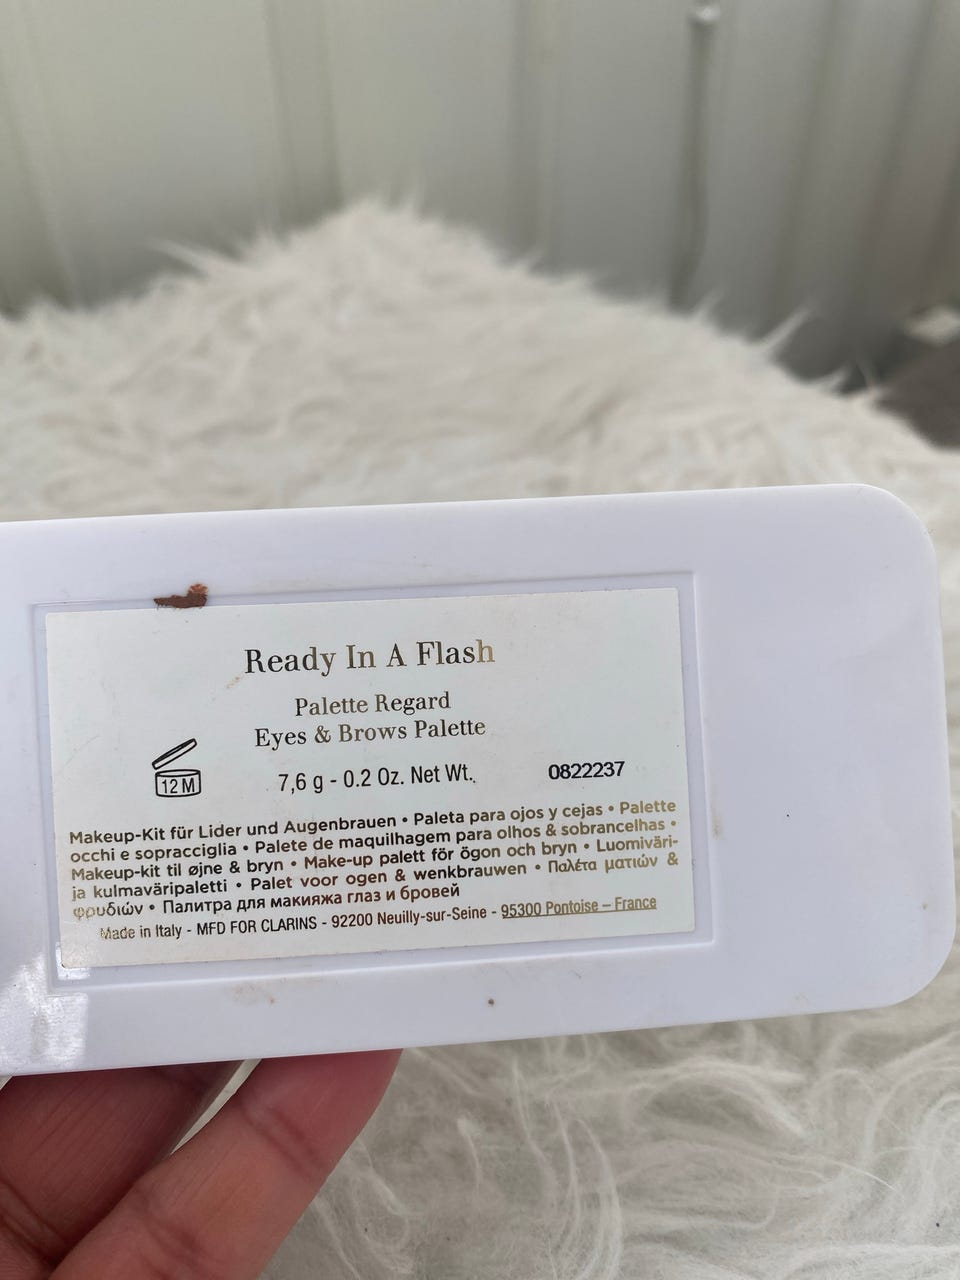 Ready In A Flash
Palette Regard
Eyes & Brows Palette
12 M
7,6 g - 0.2 Oz. Net Wt.
0822237
Makeup-Kit für Lider und Augenbrauen • Paleta para ojos y cejas • Palette
occhi e sopracciglia • Palete de maquilhagem para olhos & sobrancelhas •
Makeup-kit til øjne & bryn • Make-up palett för ögon och bryn • Luomiväri-
ja kulmaväripaletti • Palet voor ogen & wenkbrauwen • Παλέτα ματιών &
φρυδιών • Палитра для макияжа глаз и бровей
Made in Italy - MFD FOR CLARINS - 92200 Neuilly-sur-Seine - 95300 Pontoise – France